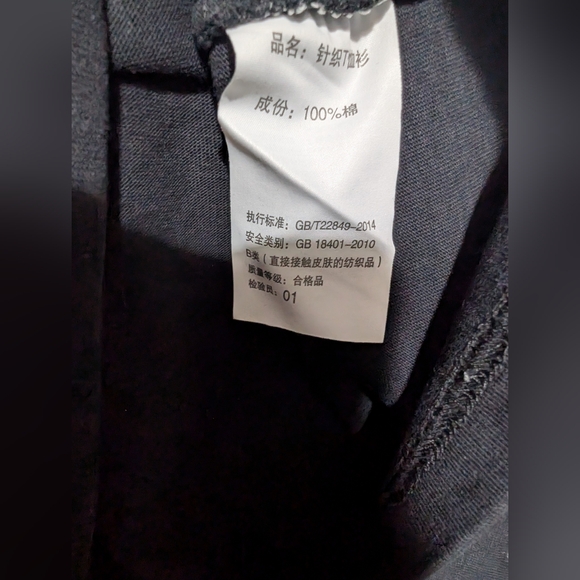 品名：针织T恤衫
成份：100%棉
执行标准：GB/T22849-2014
安全类别：GB 18401-2010
B类（直接接触皮肤的纺织品）
质量等级：合格品
检验员：01